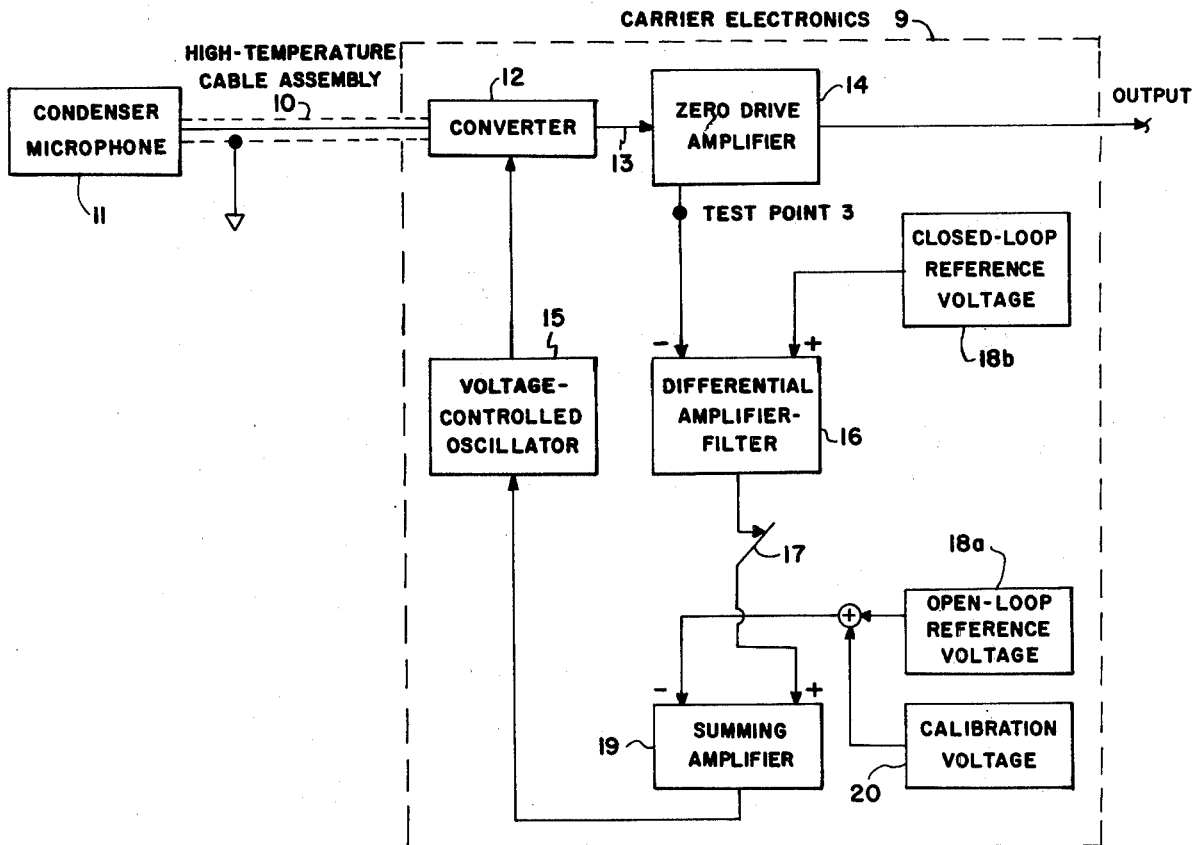 CARRIER ELECTRONICS 9
HIGH-TEMPERATURE
CABLE ASSEMBLY
10
CONDENSER
MICROPHONE
11
12
CONVERTER
13
14
ZERO DRIVE
AMPLIFIER
OUTPUT
TEST POINT 3
CLOSED-LOOP
REFERENCE
VOLTAGE
18b
15
VOLTAGE-
CONTROLLED
OSCILLATOR
- +
DIFFERENTIAL
AMPLIFIER-
FILTER
16
17
18a
OPEN-LOOP
REFERENCE
VOLTAGE
+
- +
SUMMING
AMPLIFIER
19
CALIBRATION
VOLTAGE
20